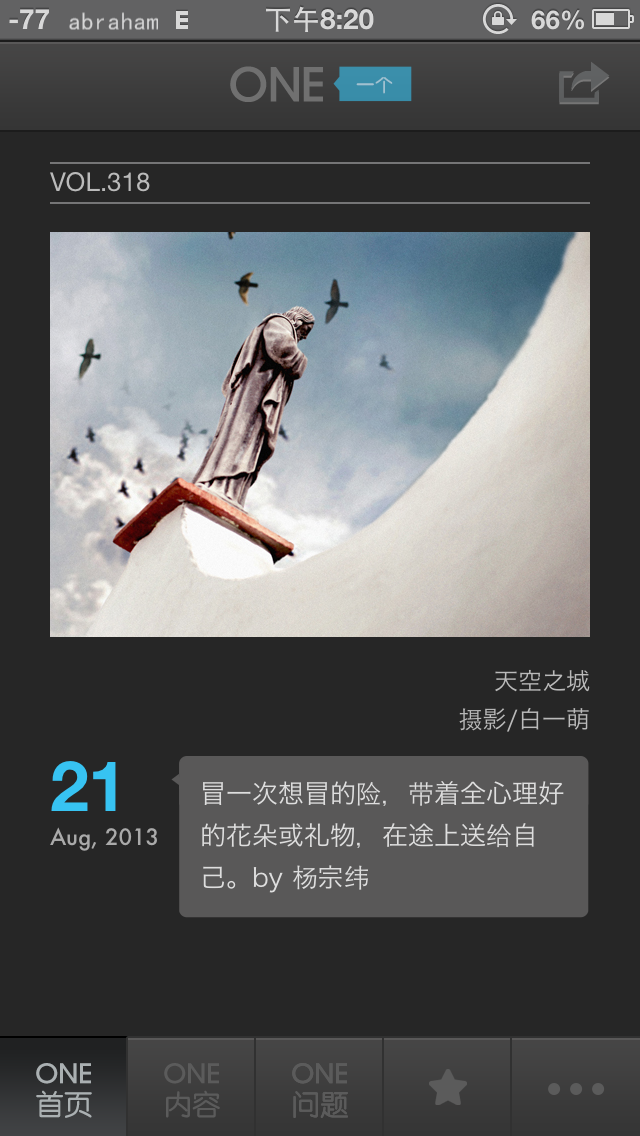 -77 abraham E 下午8:20 66%
ONE 一个
VOL.318
天空之城
摄影/白一萌
21
Aug, 2013
冒一次想冒的险，带着全心理好
的花朵或礼物，在途上送给自
己。by 杨宗纬
ONE ONE ONE
首页 内容 问题